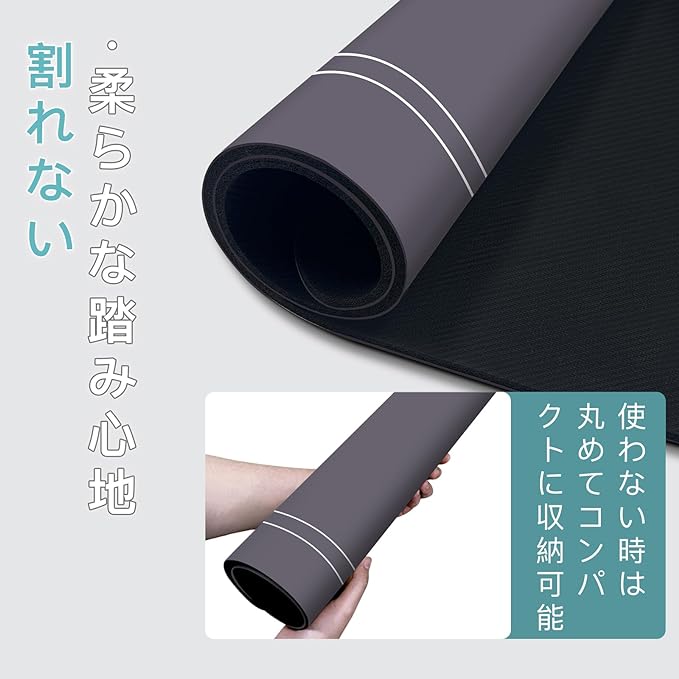 ・柔らかな踏み心地
割れない
使わない時は
丸めてコンパ
クトに収納可能